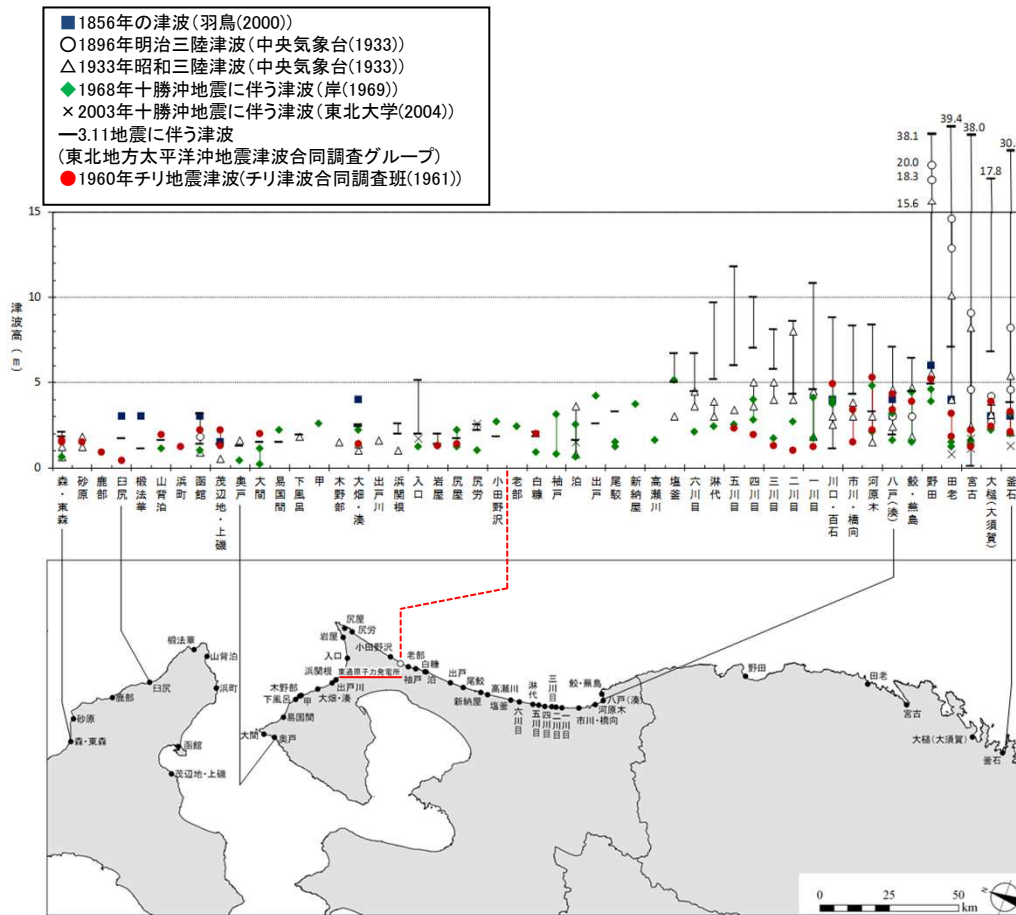 1856年の津波(羽鳥(2000))
1896年明治三陸津波(中央気象台(1933))
1933年昭和三陸津波(中央気象台(1933))
1968年十勝沖地震に伴う津波(岸(1969))
2003年十勝沖地震に伴う津波(東北大学(2004))
3.11地震に伴う津波
(東北地方太平洋沖地震津波合同調査グループ)
1960年チリ地震津波(チリ津波合同調査班(1961))
39.4
38.1
38.0
30.
20.0
18.3
17.8
15.6
15
10
5
0
津波高(m)
森・東森
砂原
鹿部
臼尻
椴法華
山背泊
浜町
函館
茂辺地・上磯
奥戸
大間
易国間
下風呂
甲
木野部
大畑・湊
出戸川
浜関根
入口
岩屋
尻屋
尻労
小田野沢
老部
白糠
袖戸
泊
出戸
尾駮
新納屋
高瀬川
塩釜
六川目
淋代
五川目
四川目
三川目
二川目
一川目
川口・百石
市川・橋向
河原木
八戸(湊)
鮫・蕪島
野田
田老
宮古
大槌(大須賀)
釜石
椴法華
山背泊
臼尻
浜町
鹿部
砂原
森・東森
函館
茂辺地・上磯
尻屋
尻労
岩屋
小田野沢
入口
老部
白糠
浜関根
東通原子力発電所
袖戸
泊
出戸
木野部
出戸川
尾駮
下風呂
甲
大畑・湊
新納屋
高瀬川
易国間
塩釜
大間
奥戸
六川目
淋代
五川目
四川目
三川目
二川目
一川目
市川・橋向
鮫・蕪島
八戸(湊)
河原木
野田
田老
宮古
大槌(大須賀)
釜石
0
25
50
km